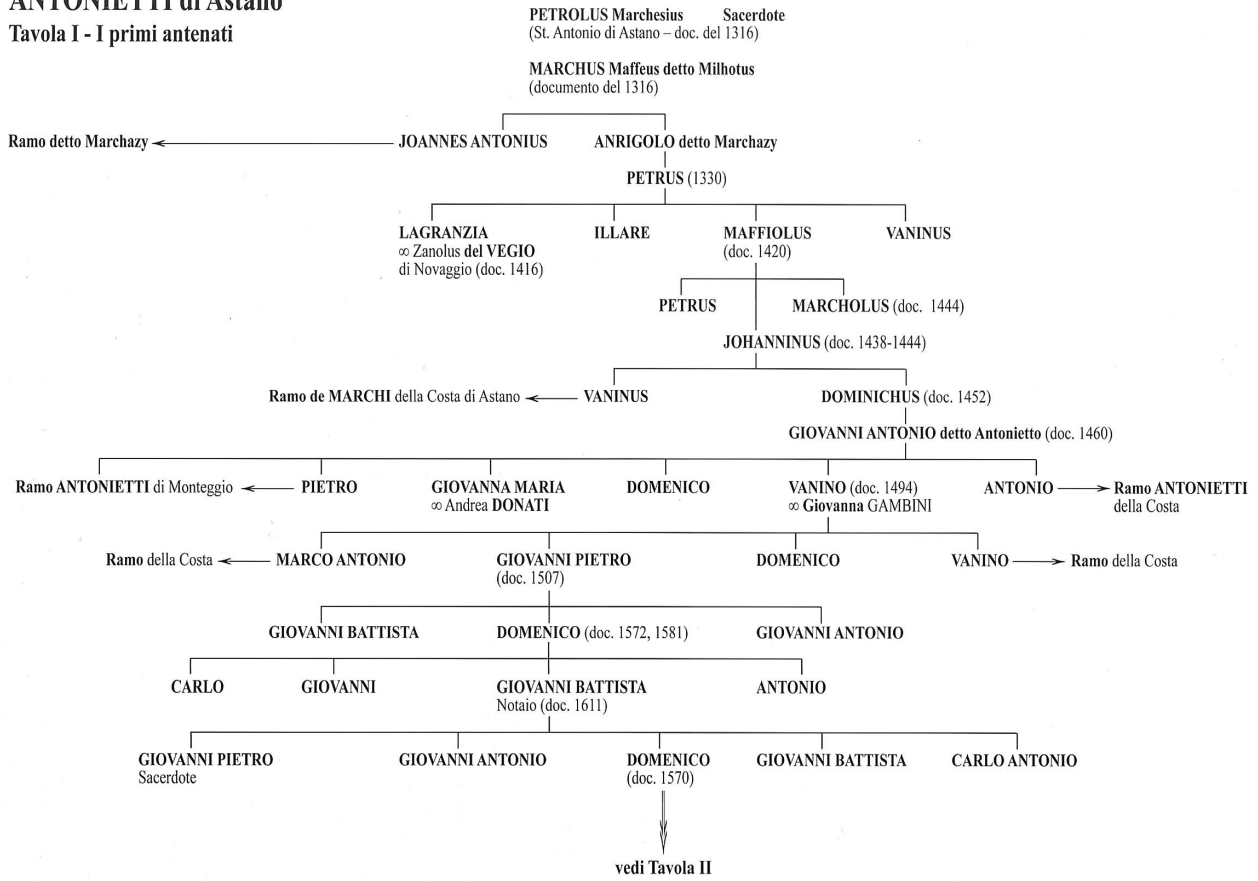 ANTONIETTI di Astano
Tavola I - I primi antenati
PETROLUS Marchesius Sacerdote
(St. Antonio di Astano – doc. del 1316)
MARCHUS Maffeus detto Milhotus
(documento del 1316)
Ramo detto Marchazy JOANNES ANTONIUS ANRIGOLO detto Marchazy
PETRUS (1330)
LAGRANZIA ILLARE MAFFIOLUS VANINUS
∞ Zanolus del VEGIO (doc. 1420)
di Novaggio (doc. 1416)
PETRUS MARCHOLUS (doc. 1444)
JOHANNINUS (doc. 1438-1444)
Ramo de MARCHI della Costa di Astano VANINUS DOMINICHUS (doc. 1452)
GIOVANNI ANTONIO detto Antonietto (doc. 1460)
Ramo ANTONIETTI di Monteggio PIETRO GIOVANNA MARIA DOMENICO VANINO (doc. 1494) ANTONIO Ramo ANTONIETTI
∞ Andrea DONATI ∞ Giovanna GAMBINI della Costa
Ramo della Costa MARCO ANTONIO GIOVANNI PIETRO DOMENICO VANINO Ramo della Costa
(doc. 1507)
GIOVANNI BATTISTA DOMENICO (doc. 1572, 1581) GIOVANNI ANTONIO
CARLO GIOVANNI GIOVANNI BATTISTA ANTONIO
Notaio (doc. 1611)
GIOVANNI PIETRO GIOVANNI ANTONIO DOMENICO GIOVANNI BATTISTA CARLO ANTONIO
Sacerdote (doc. 1570)
vedi Tavola II